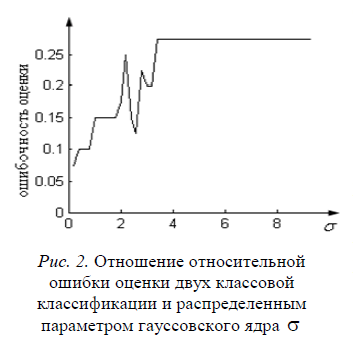 ошибочность оценки
0.25
0.2
0.15
0.1
0.05
0
0
2
4
6
8
σ
Рис. 2. Отношение относительной
ошибки оценки двух классовой
классификации и распределенным
параметром гауссовского ядра σ